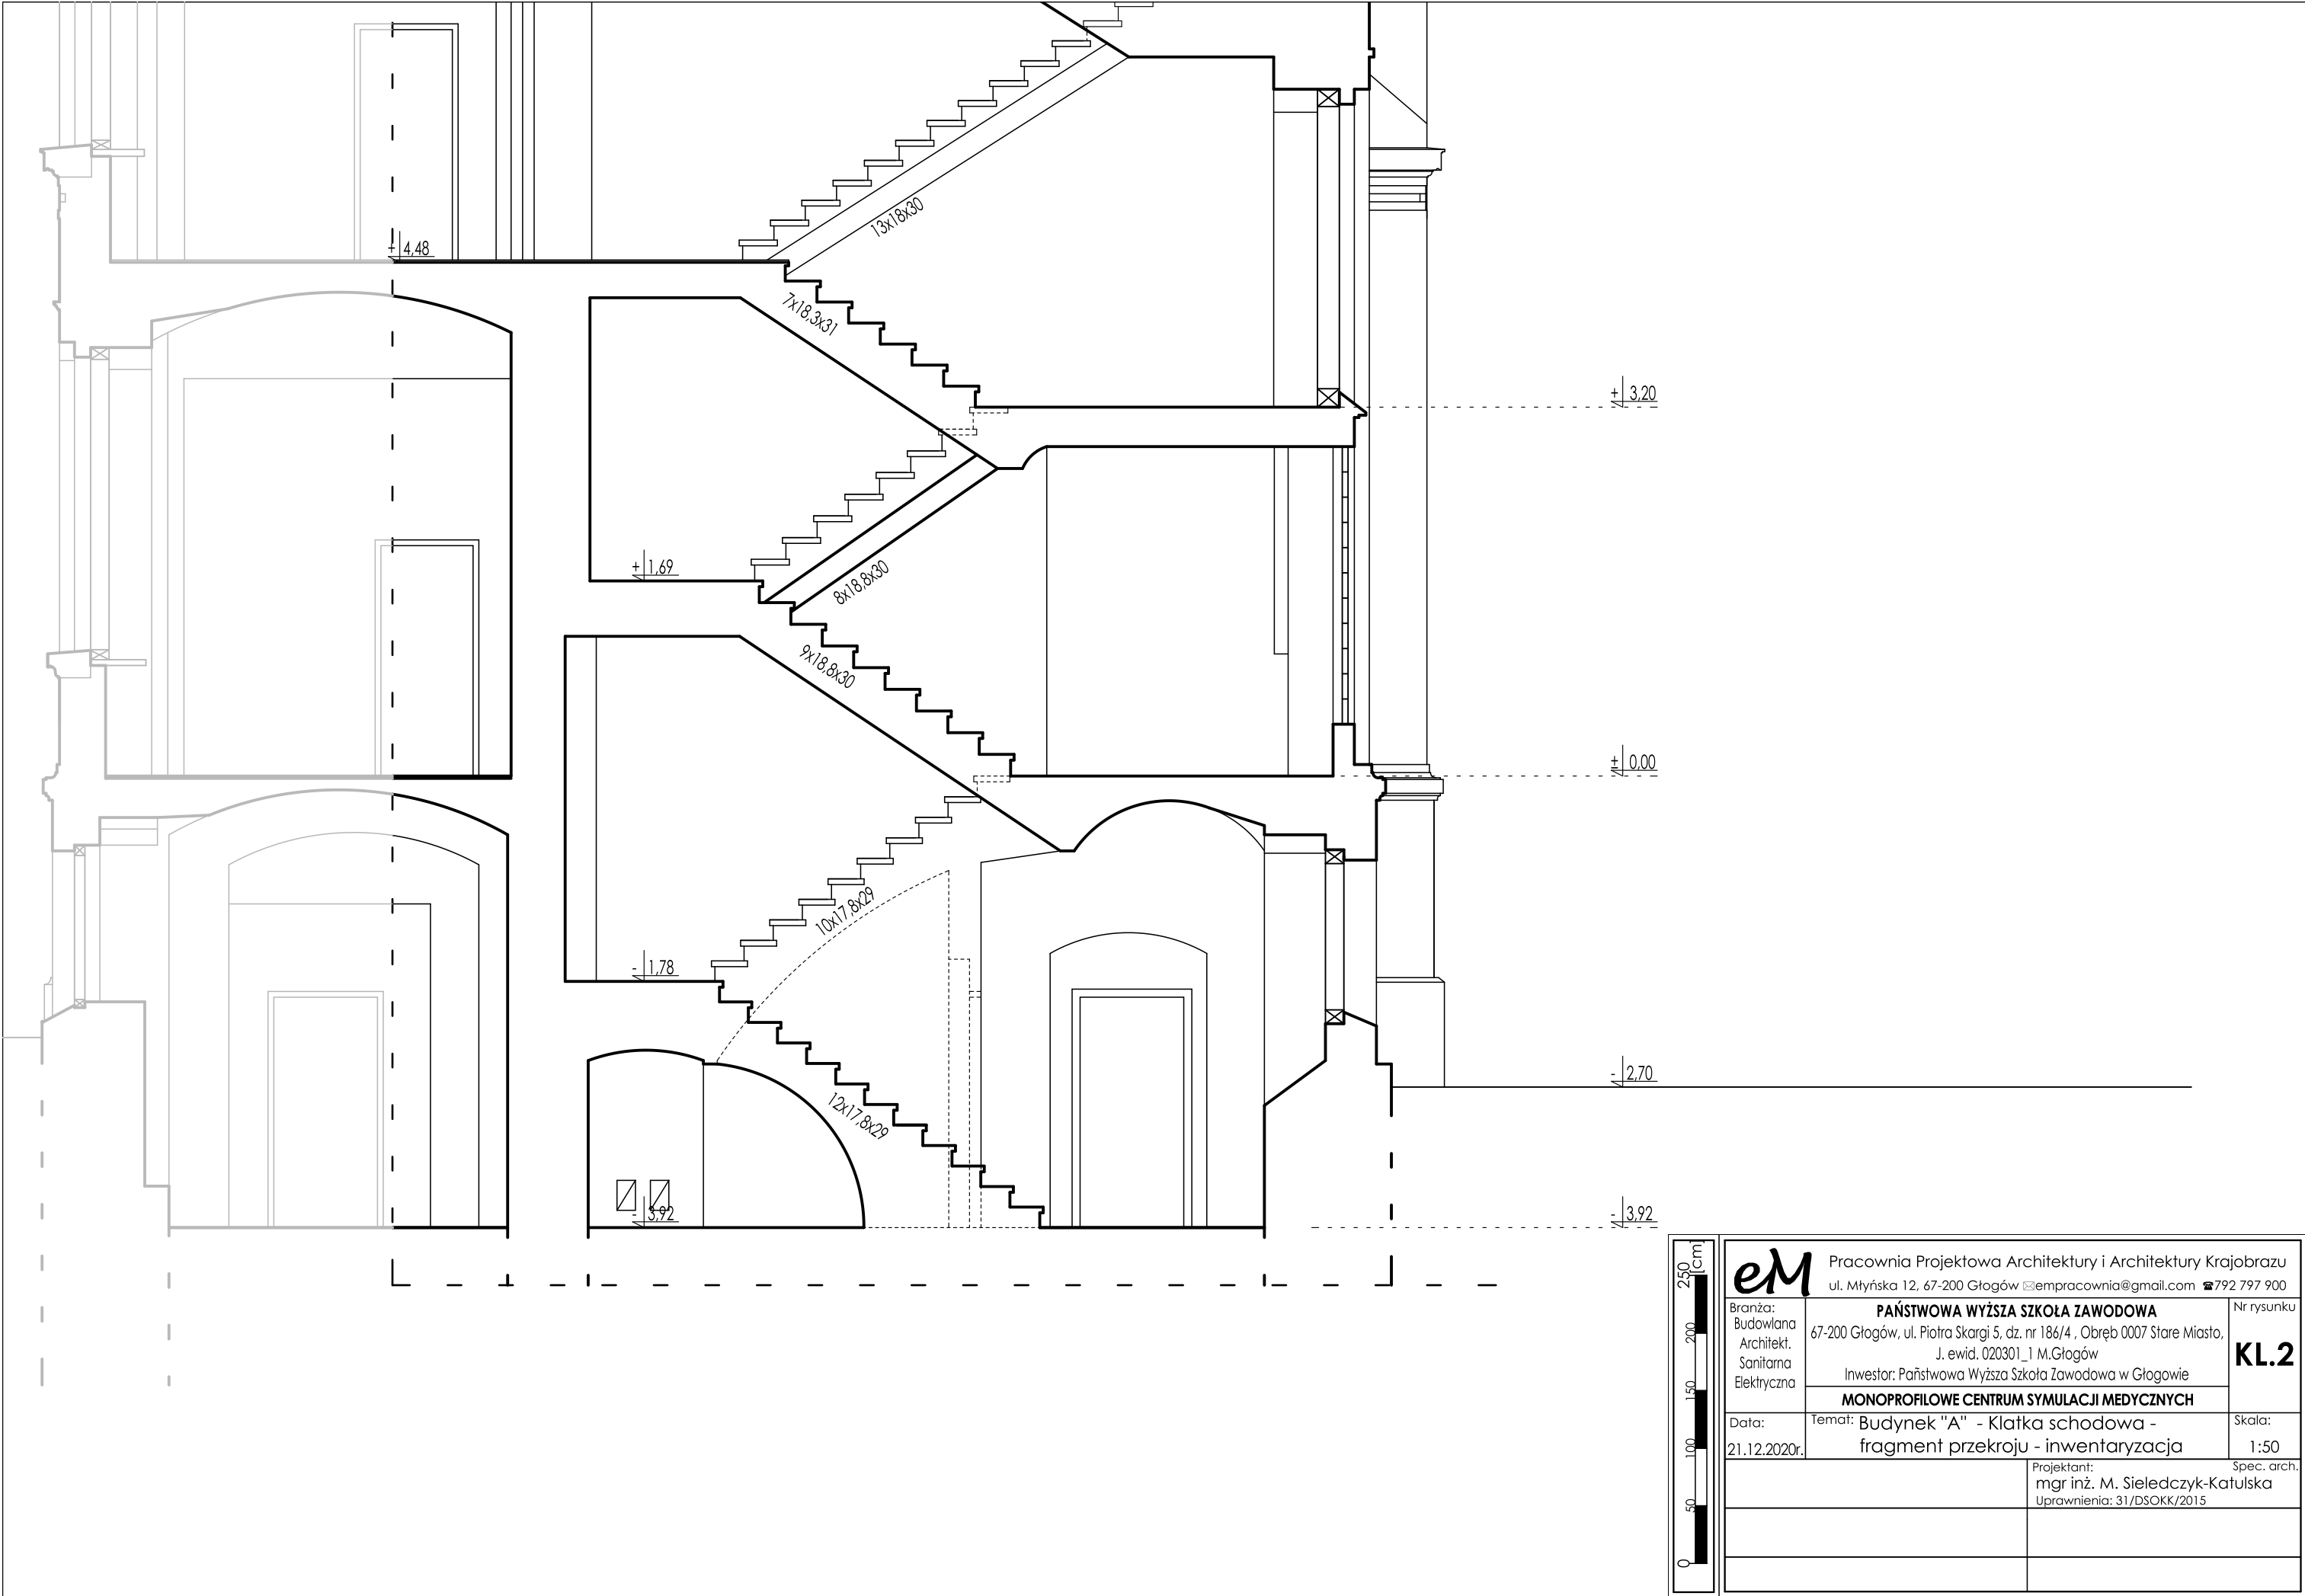 13x18x30
+ 4,48
7x18,3x31
+ 3,20
+ 1,69
8x18,8x30
9x18,8x30
± 0,00
10x17,8x29
- 1,78
- 2,70
12x17,8x29
- 3,92
- 3,92
250 [cm]
200
150
100
50
0
eM
Pracownia Projektowa Architektury i Architektury Krajobrazu
ul. Młyńska 12, 67-200 Głogów ✉empracownia@gmail.com ☎792 797 900
Branża:
Budowlana
Architekt.
Sanitarna
Elektryczna
PAŃSTWOWA WYŻSZA SZKOŁA ZAWODOWA
67-200 Głogów, ul. Piotra Skargi 5, dz. nr 186/4 , Obręb 0007 Stare Miasto,
J. ewid. 020301_1 M.Głogów
Inwestor: Państwowa Wyższa Szkoła Zawodowa w Głogowie
MONOPROFILOWE CENTRUM SYMULACJI MEDYCZNYCH
Nr rysunku
KL.2
Data:
21.12.2020r.
Temat: Budynek "A" - Klatka schodowa -
fragment przekroju - inwentaryzacja
Skala:
1:50
Projektant: Spec. arch.
mgr inż. M. Sieledczyk-Katulska
Uprawnienia: 31/DSOKK/2015